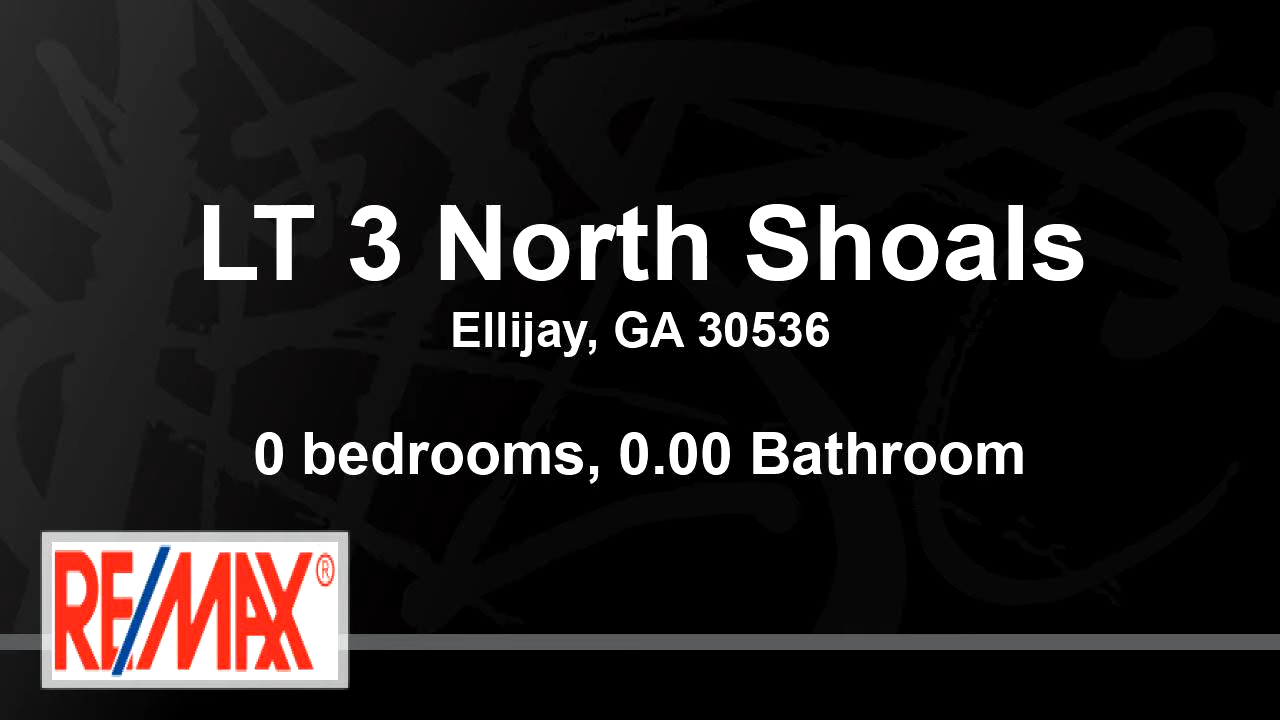 LT 3 North Shoals
Ellijay, GA 30536
0 bedrooms, 0.00 Bathroom
RE/MAX®